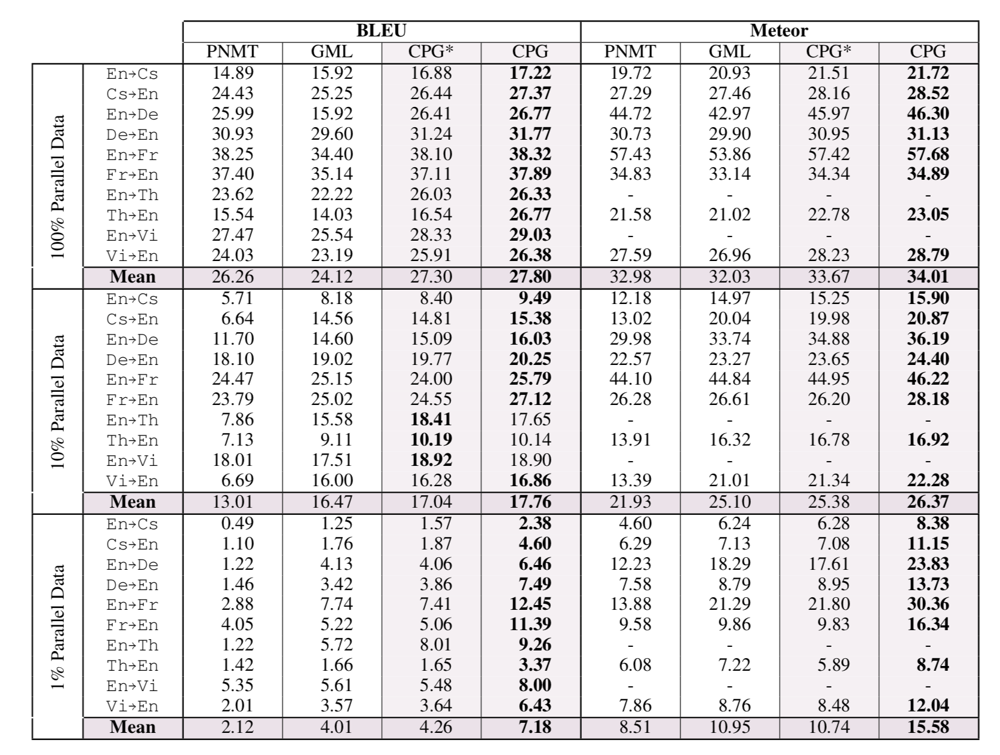 BLEU Meteor
PNMT GML CPG* CPG PNMT GML CPG* CPG
100% Parallel Data
En→Cs 14.89 15.92 16.88 17.22 19.72 20.93 21.51 21.72
Cs→En 24.43 25.25 26.44 27.37 27.29 27.46 28.16 28.52
En→De 25.99 15.92 26.41 26.77 44.72 42.97 45.97 46.30
De→En 30.93 29.60 31.24 31.77 30.73 29.90 30.95 31.13
En→Fr 38.25 34.40 38.10 38.32 57.43 53.86 57.42 57.68
Fr→En 37.40 35.14 37.11 37.89 34.83 33.14 34.34 34.89
En→Th 23.62 22.22 26.03 26.33 - - - -
Th→En 15.54 14.03 16.54 26.77 21.58 21.02 22.78 23.05
En→Vi 27.47 25.54 28.33 29.03 - - - -
Vi→En 24.03 23.19 25.91 26.38 27.59 26.96 28.23 28.79
Mean 26.26 24.12 27.30 27.80 32.98 32.03 33.67 34.01
10% Parallel Data
En→Cs 5.71 8.18 8.40 9.49 12.18 14.97 15.25 15.90
Cs→En 6.64 14.56 14.81 15.38 13.02 20.04 19.98 20.87
En→De 11.70 14.60 15.09 16.03 29.98 33.74 34.88 36.19
De→En 18.10 19.02 19.77 20.25 22.57 23.27 23.65 24.40
En→Fr 24.47 25.15 24.00 25.79 44.10 44.84 44.95 46.22
Fr→En 23.79 25.02 24.55 27.12 26.28 26.61 26.20 28.18
En→Th 7.86 15.58 18.41 17.65 - - - -
Th→En 7.13 9.11 10.19 10.14 13.91 16.32 16.78 16.92
En→Vi 18.01 17.51 18.92 18.90 - - - -
Vi→En 6.69 16.00 16.28 16.86 13.39 21.01 21.34 22.28
Mean 13.01 16.47 17.04 17.76 21.93 25.10 25.38 26.37
1% Parallel Data
En→Cs 0.49 1.25 1.57 2.38 4.60 6.24 6.28 8.38
Cs→En 1.10 1.76 1.87 4.60 6.29 7.13 7.08 11.15
En→De 1.22 4.13 4.06 6.46 12.23 18.29 17.61 23.83
De→En 1.46 3.42 3.86 7.49 7.58 8.79 8.95 13.73
En→Fr 2.88 7.74 7.41 12.45 13.88 21.29 21.80 30.36
Fr→En 4.05 5.22 5.06 11.39 9.58 9.86 9.83 16.34
En→Th 1.22 5.72 8.01 9.26 - - - -
Th→En 1.42 1.66 1.65 3.37 6.08 7.22 5.89 8.74
En→Vi 5.35 5.61 5.48 8.00 - - - -
Vi→En 2.01 3.57 3.64 6.43 7.86 8.76 8.48 12.04
Mean 2.12 4.01 4.26 7.18 8.51 10.95 10.74 15.58